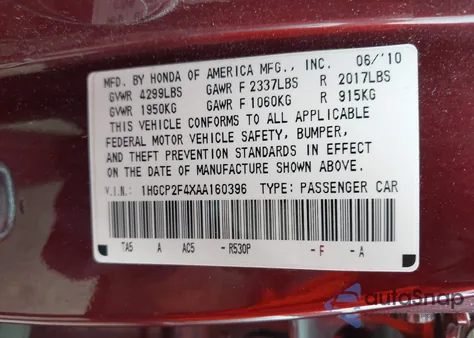 MFD. BY HONDA OF AMERICA MFG., INC. 06/'10
GVWR 4299LBS GAWR F 2337LBS R 2017LBS
GVWR 1950KG GAWR F 1060KG R 915KG
THIS VEHICLE CONFORMS TO ALL APPLICABLE
FEDERAL MOTOR VEHICLE SAFETY, BUMPER,
AND THEFT PREVENTION STANDARDS IN EFFECT
ON THE DATE OF MANUFACTURE SHOWN ABOVE.
V.I.N.: 1HGCP2F4XAA160396 TYPE: PASSENGER CAR
TA5 A AC5 -R530P -F -A
autoSnap